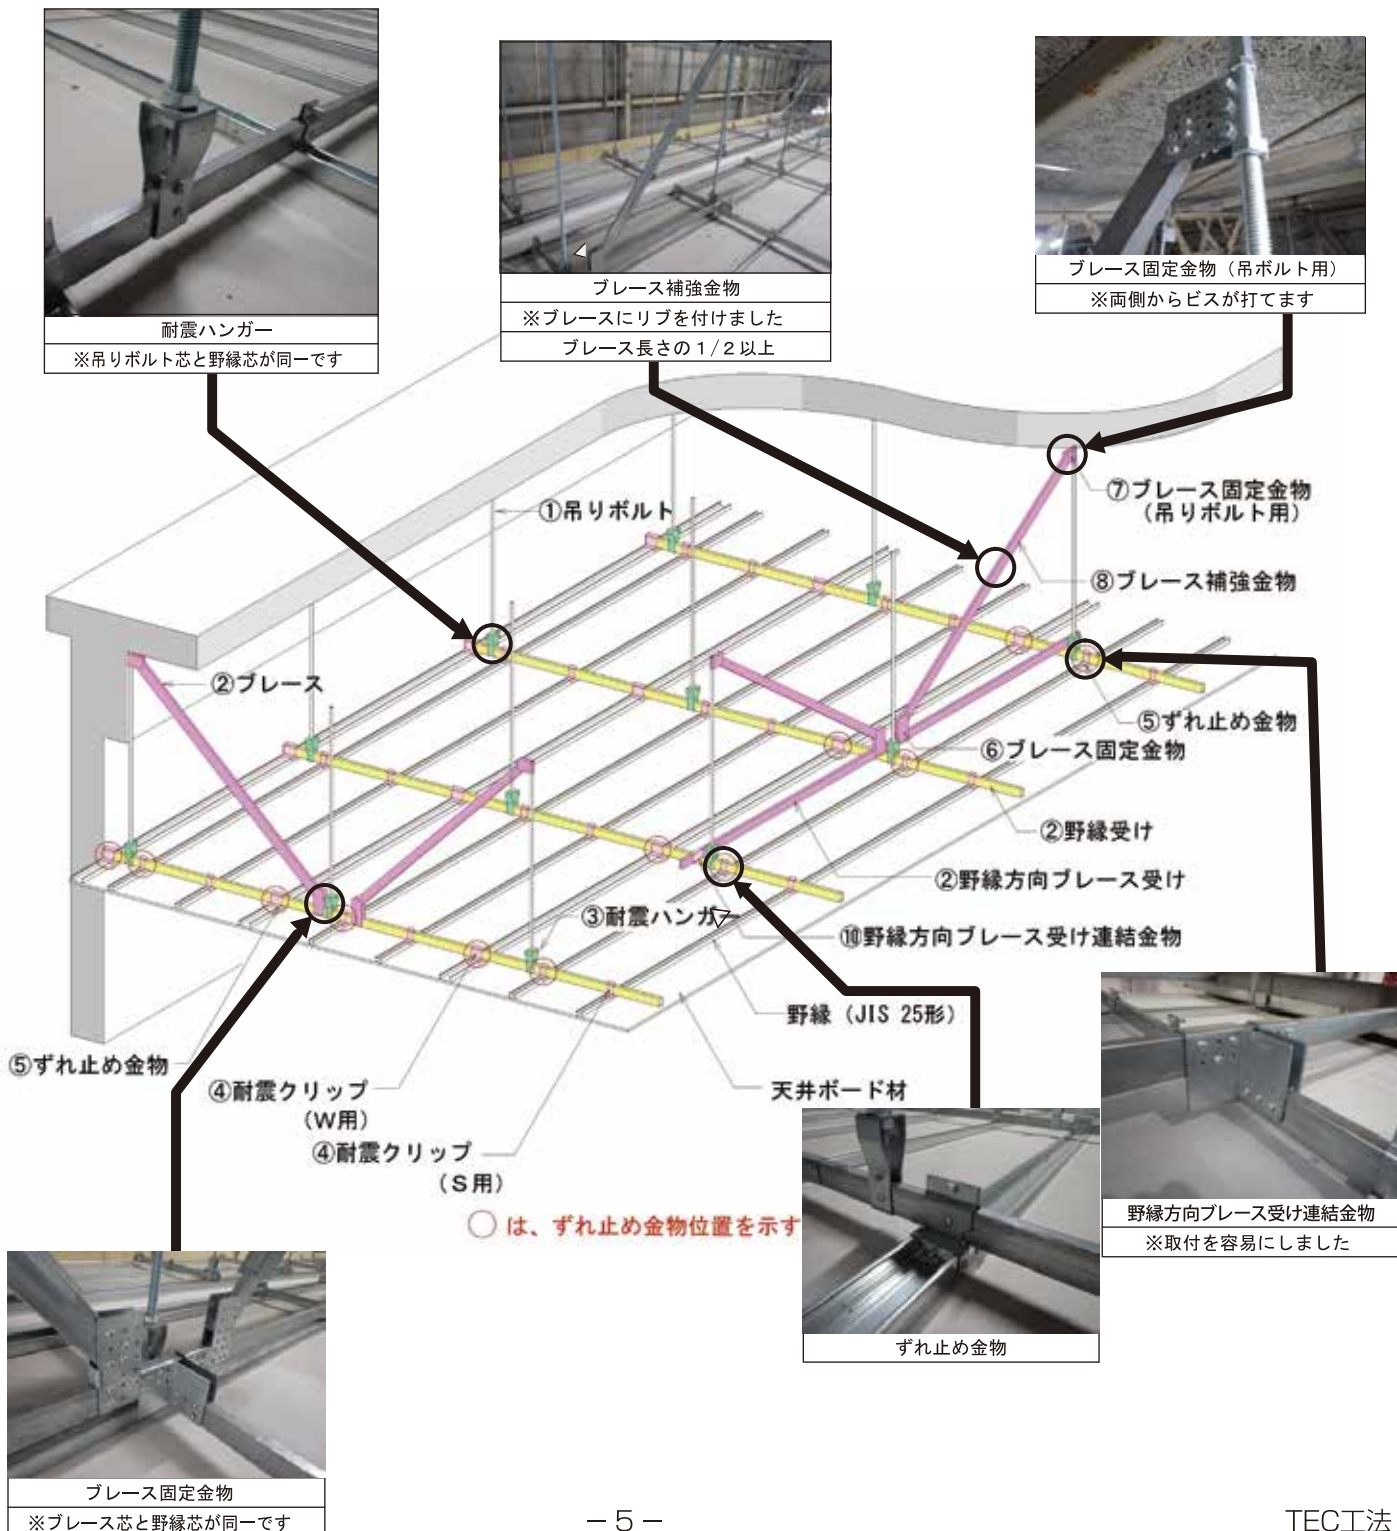 耐震ハンガー
※吊りボルト芯と野縁芯が同一です
ブレース補強金物
※ブレースにリブを付けました
ブレース長さの1/2以上
ブレース固定金物（吊ボルト用）
※両側からビスが打てます
①吊りボルト
⑦ブレース固定金物
（吊りボルト用）
⑧ブレース補強金物
②ブレース
⑤ずれ止め金物
⑥ブレース固定金物
②野縁受け
②野縁方向ブレース受け
③耐震ハンガー
⑩野縁方向ブレース受け連結金物
野縁（JIS 25形）
⑤ずれ止め金物
④耐震クリップ
（W用）
天井ボード材
④耐震クリップ
（S用）
○は、ずれ止め金物位置を示す
野縁方向ブレース受け連結金物
※取付を容易にしました
ずれ止め金物
ブレース固定金物
※ブレース芯と野縁芯が同一です
－5－
TEC工法